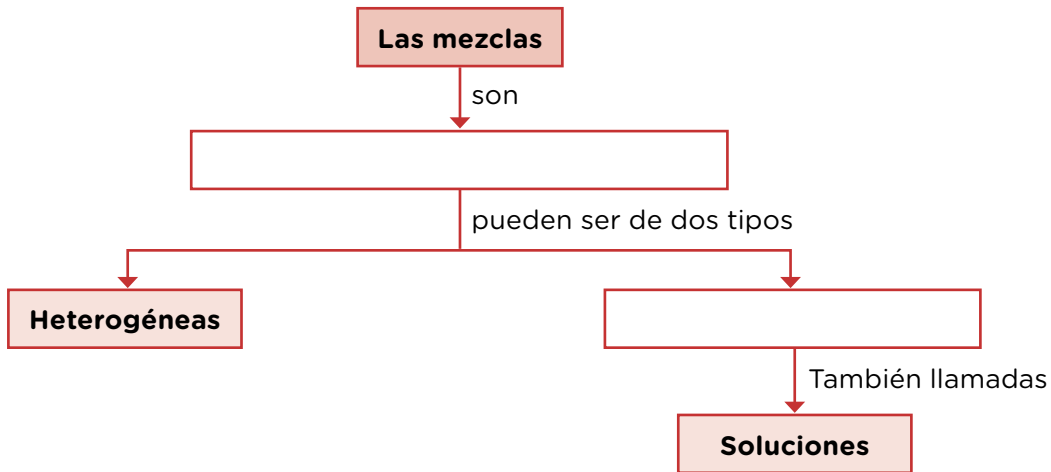 Las mezclas
son
pueden ser de dos tipos
Heterogéneas
También llamadas
Soluciones